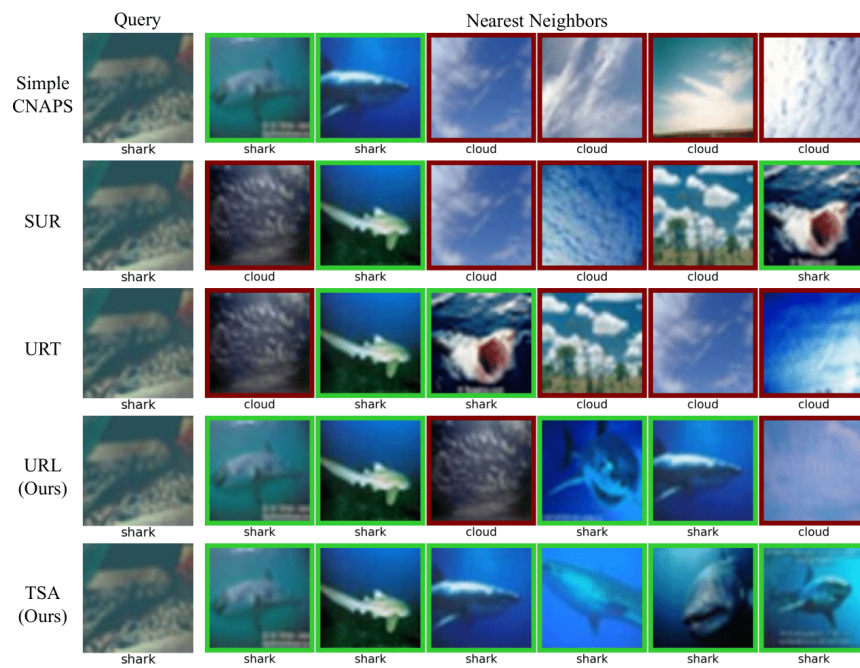 Query Nearest Neighbors
Simple
CNAPS
shark shark shark cloud cloud cloud cloud
SUR
shark cloud shark cloud cloud cloud shark
URT
shark cloud shark shark cloud cloud cloud
URL
(Ours)
shark shark shark cloud shark shark cloud
TSA
(Ours)
shark shark shark shark shark shark shark